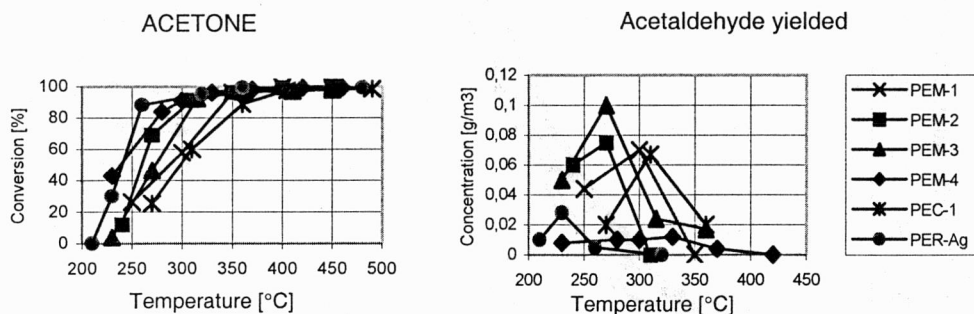 ACETONE
Conversion [%]
100
80
60
40
20
0
200 250 300 350 400 450 500
Temperature [°C]
Acetaldehyde yielded
Concentration [g/m3]
0,12
0,1
0,08
0,06
0,04
0,02
0
200 250 300 350 400 450
Temperature [°C]
PEM-1
PEM-2
PEM-3
PEM-4
PEC-1
PER-Ag